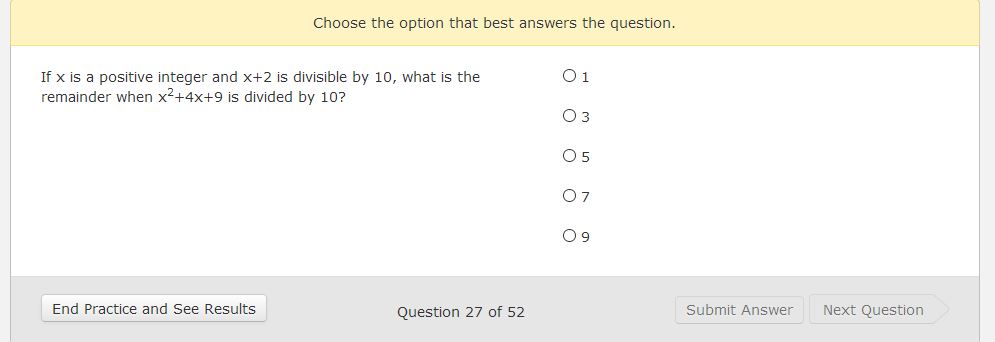 Choose the option that best answers the question.
If x is a positive integer and x+2 is divisible by 10, what is the
remainder when x²+4x+9 is divided by 10?
1
3
5
7
9
End Practice and See Results
Question 27 of 52
Submit Answer
Next Question